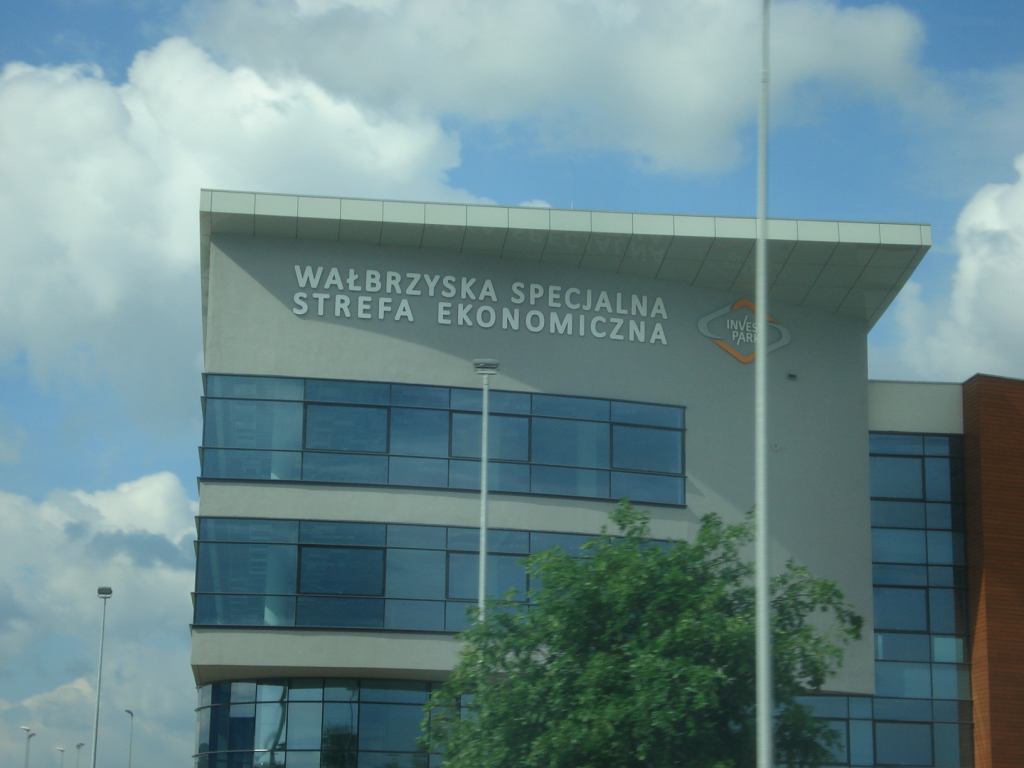 WAŁBRZYSKA SPECJALNA
STREFA EKONOMICZNA
INVEST
PARK